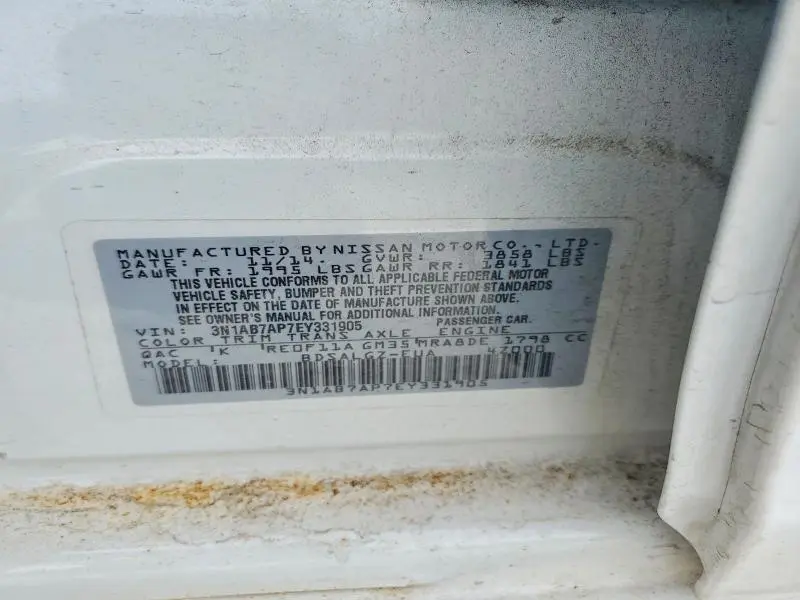 MANUFACTURED BY NISSAN MOTOR CO., LTD.
DATE: 11/14. GVWR: 3858 LBS
GAWR FR: 1995 LBS GAWR RR: 1841 LBS
THIS VEHICLE CONFORMS TO ALL APPLICABLE FEDERAL MOTOR
VEHICLE SAFETY, BUMPER AND THEFT PREVENTION STANDARDS
IN EFFECT ON THE DATE OF MANUFACTURE SHOWN ABOVE.
SEE OWNER'S MANUAL FOR ADDITIONAL INFORMATION.
VIN: 3N1AB7AP7EY331905 PASSENGER CAR.
COLOR TRIM TRANS AXLE ENGINE
QAC K RE0F11A GM35 MRA8DE 1798 CC
MODEL: BDSALGZ-EUA 47000
3N1AB7AP7EY331905